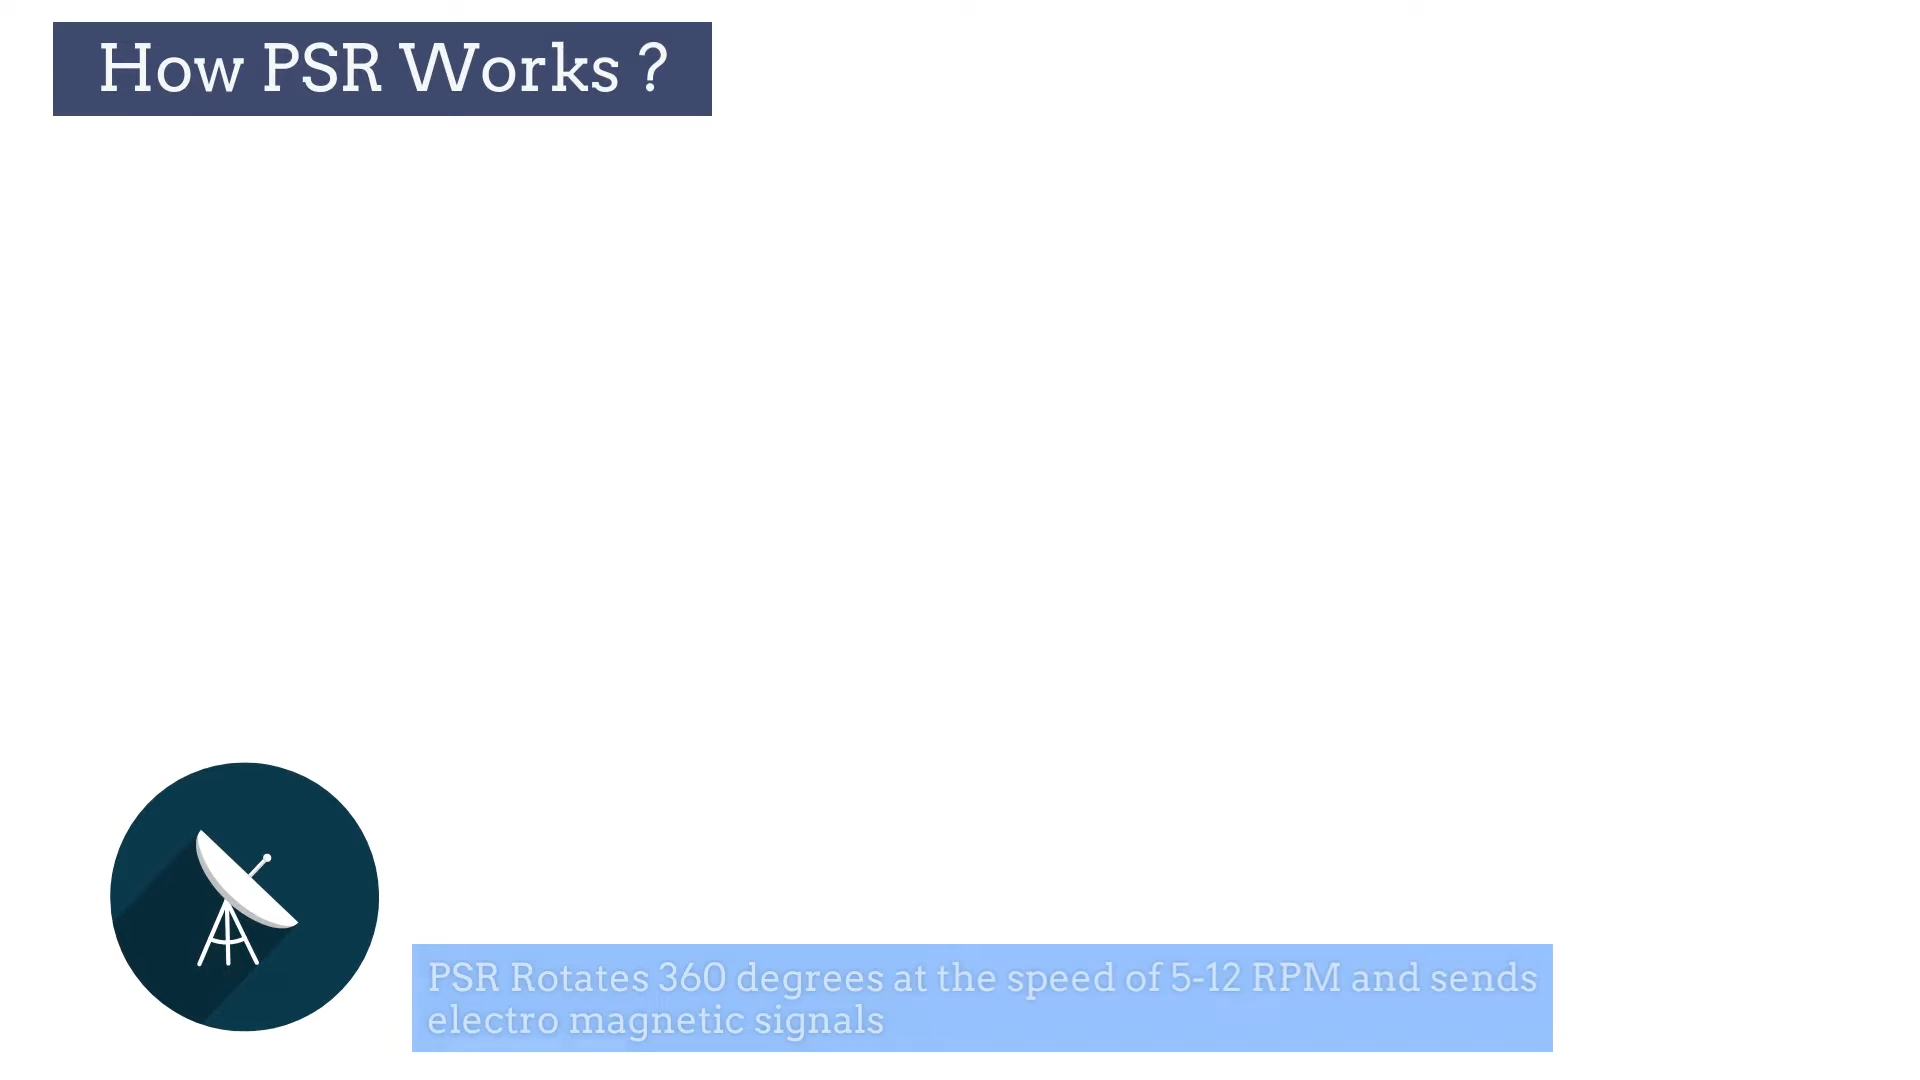 How PSR Works ?
PSR Rotates 360 degrees at the speed of 5-12 RPM and sends
electro magnetic signals